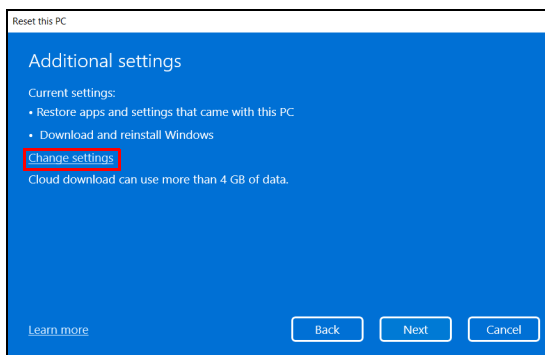 Reset this PC
Additional settings
Current settings:
• Restore apps and settings that came with this PC
• Download and reinstall Windows
Change settings
Cloud download can use more than 4 GB of data.
Learn more
Back
Next
Cancel